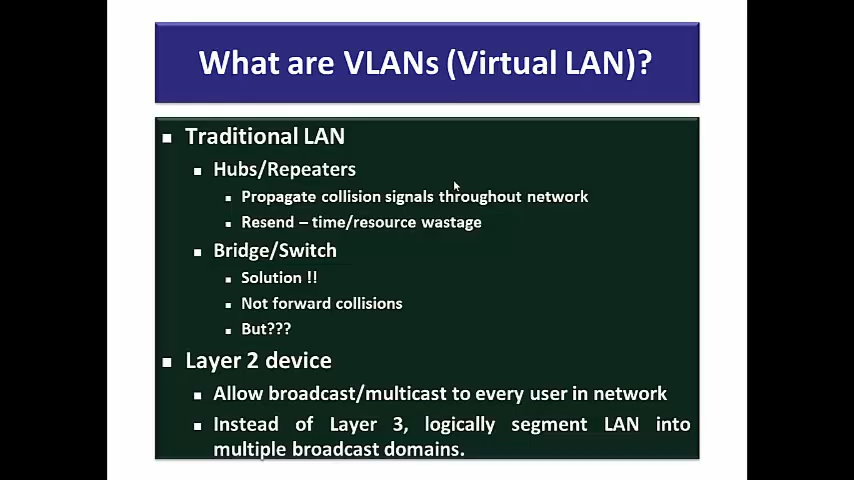 What are VLANs (Virtual LAN)?
Traditional LAN
Hubs/Repeaters
Propagate collision signals throughout network
Resend – time/resource wastage
Bridge/Switch
Solution !!
Not forward collisions
But???
Layer 2 device
Allow broadcast/multicast to every user in network
Instead of Layer 3, logically segment LAN into
multiple broadcast domains.